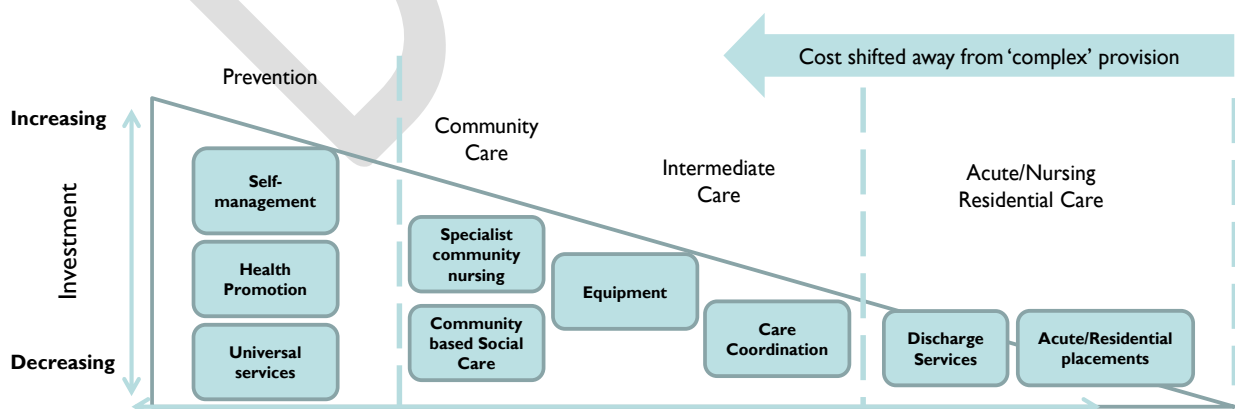 Cost shifted away from ‘complex’ provision
Prevention
Increasing
Community
Care
Intermediate
Care
Acute/Nursing
Residential Care
Self-
management
Specialist
community
nursing
Health
Promotion
Investment
Equipment
Care
Coordination
Community
based Social
Care
Discharge
Services
Acute/Residential
placements
Universal
services
Decreasing